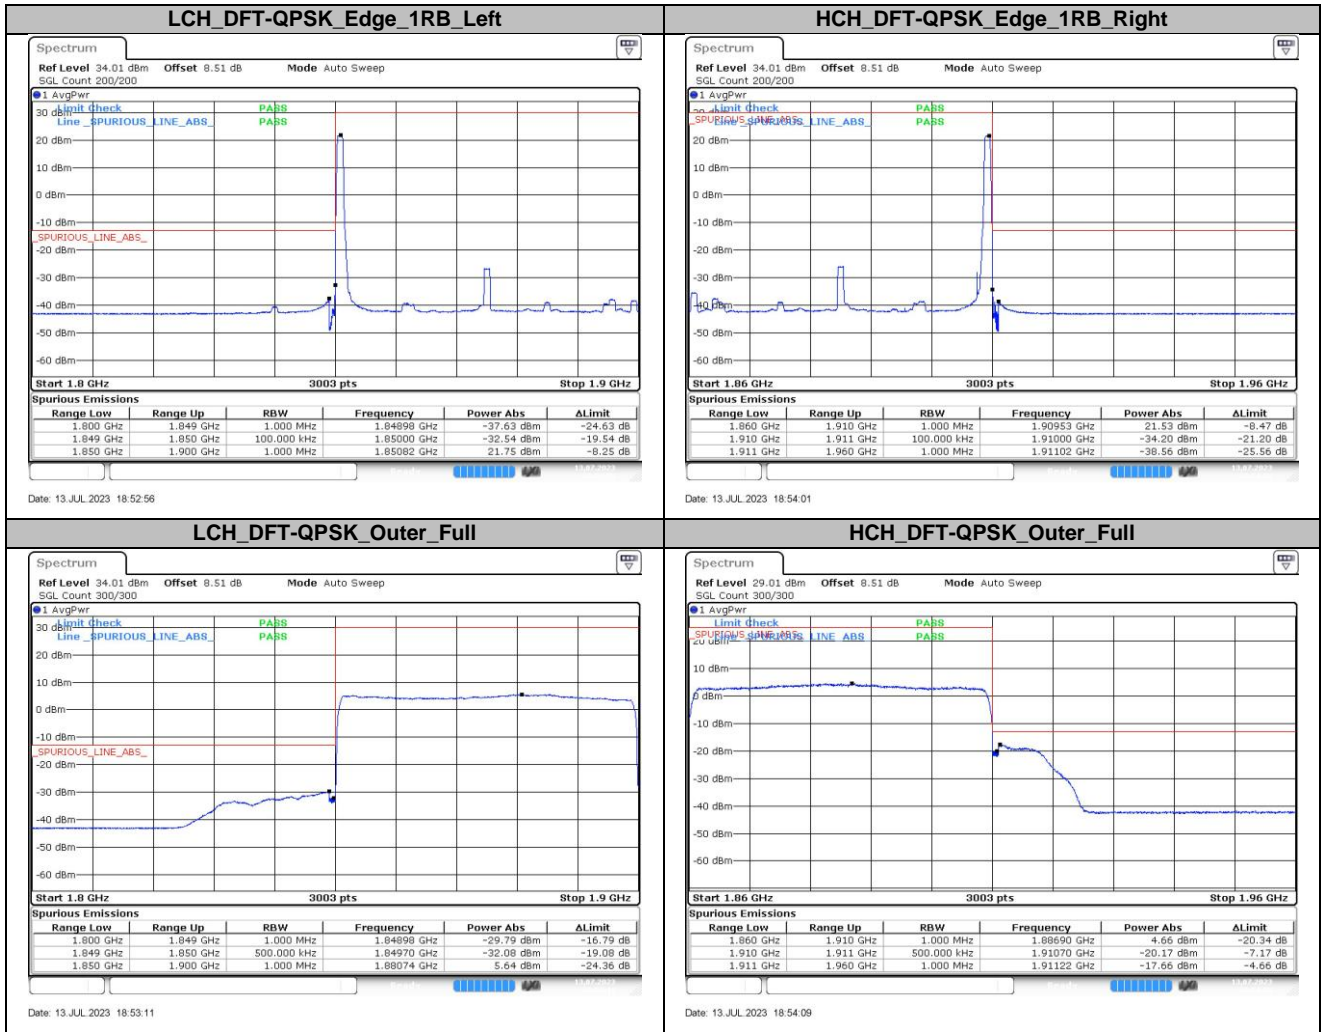 LCH_DFT-QPSK_Edge_1RB_Left
HCH_DFT-QPSK_Edge_1RB_Right
Spectrum
Ref Level 34.01 dBm Offset 8.51 dB Mode Auto Sweep
SGL Count 200/200
1 AvgPwr
Limit Check PASS
Line _SPURIOUS_LINE_ABS_ PASS
30 dBm
20 dBm
10 dBm
0 dBm
-10 dBm
_SPURIOUS_LINE_ABS_
-20 dBm
-30 dBm
-40 dBm
-50 dBm
-60 dBm
Start 1.8 GHz 3003 pts Stop 1.9 GHz
Spurious Emissions
Range Low Range Up RBW Frequency Power Abs ΔLimit
1.800 GHz 1.849 GHz 1.000 MHz 1.84898 GHz -37.63 dBm -24.63 dB
1.849 GHz 1.850 GHz 100.000 kHz 1.85000 GHz -32.54 dBm -19.54 dB
1.850 GHz 1.900 GHz 1.000 MHz 1.85082 GHz 21.75 dBm -8.25 dB
Date: 13.JUL.2023 18:52:56
Spectrum
Ref Level 34.01 dBm Offset 8.51 dB Mode Auto Sweep
SGL Count 200/200
1 AvgPwr
Limit Check PASS
Line _SPURIOUS_LINE_ABS_ PASS
20 dBm
10 dBm
0 dBm
-10 dBm
-20 dBm
-30 dBm
-40 dBm
-50 dBm
-60 dBm
Start 1.86 GHz 3003 pts Stop 1.96 GHz
Spurious Emissions
Range Low Range Up RBW Frequency Power Abs ΔLimit
1.860 GHz 1.910 GHz 1.000 MHz 1.90953 GHz 21.53 dBm -8.47 dB
1.910 GHz 1.911 GHz 100.000 kHz 1.91000 GHz -34.20 dBm -21.20 dB
1.911 GHz 1.960 GHz 1.000 MHz 1.91102 GHz -38.56 dBm -25.56 dB
Date: 13.JUL.2023 18:54:01
LCH_DFT-QPSK_Outer_Full
HCH_DFT-QPSK_Outer_Full
Spectrum
Ref Level 34.01 dBm Offset 8.51 dB Mode Auto Sweep
SGL Count 300/300
1 AvgPwr
Limit Check PASS
Line _SPURIOUS_LINE_ABS_ PASS
30 dBm
20 dBm
10 dBm
0 dBm
-10 dBm
_SPURIOUS_LINE_ABS_
-20 dBm
-30 dBm
-40 dBm
-50 dBm
-60 dBm
Start 1.8 GHz 3003 pts Stop 1.9 GHz
Spurious Emissions
Range Low Range Up RBW Frequency Power Abs ΔLimit
1.800 GHz 1.849 GHz 1.000 MHz 1.84898 GHz -29.79 dBm -16.79 dB
1.849 GHz 1.850 GHz 500.000 kHz 1.84970 GHz -32.08 dBm -19.08 dB
1.850 GHz 1.900 GHz 1.000 MHz 1.88074 GHz 5.64 dBm -24.36 dB
Date: 13.JUL.2023 18:53:11
Spectrum
Ref Level 29.01 dBm Offset 8.51 dB Mode Auto Sweep
SGL Count 300/300
1 AvgPwr
Limit Check PASS
Line _SPURIOUS_LINE_ABS_ PASS
20 dBm
10 dBm
0 dBm
-10 dBm
-20 dBm
-30 dBm
-40 dBm
-50 dBm
-60 dBm
Start 1.86 GHz 3003 pts Stop 1.96 GHz
Spurious Emissions
Range Low Range Up RBW Frequency Power Abs ΔLimit
1.860 GHz 1.910 GHz 1.000 MHz 1.88690 GHz 4.66 dBm -20.34 dB
1.910 GHz 1.911 GHz 500.000 kHz 1.91070 GHz -20.17 dBm -7.17 dB
1.911 GHz 1.960 GHz 1.000 MHz 1.91122 GHz -17.66 dBm -4.66 dB
Date: 13.JUL.2023 18:54:09